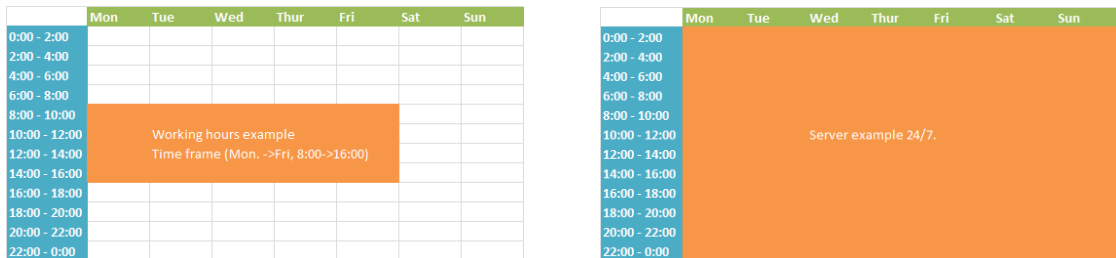 Mon Tue Wed Thur Fri Sat Sun
0:00 - 2:00
2:00 - 4:00
4:00 - 6:00
6:00 - 8:00
8:00 - 10:00
10:00 - 12:00 Working hours example
12:00 - 14:00 Time frame (Mon. ->Fri, 8:00->16:00)
14:00 - 16:00
16:00 - 18:00
18:00 - 20:00
20:00 - 22:00
22:00 - 0:00
Mon Tue Wed Thur Fri Sat Sun
0:00 - 2:00
2:00 - 4:00
4:00 - 6:00
6:00 - 8:00
8:00 - 10:00
10:00 - 12:00 Server example 24/7.
12:00 - 14:00
14:00 - 16:00
16:00 - 18:00
18:00 - 20:00
20:00 - 22:00
22:00 - 0:00